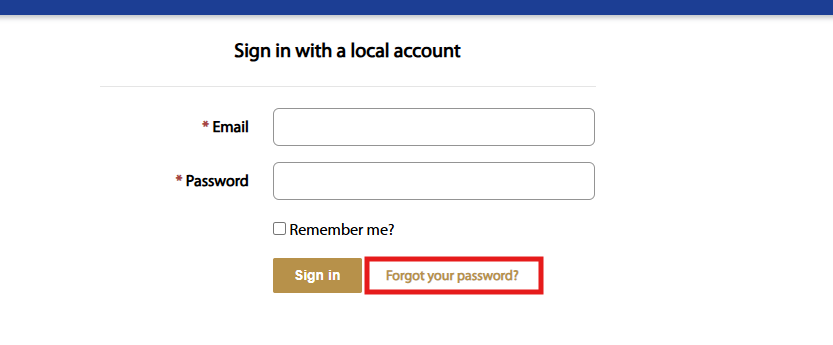 Sign in with a local account
* Email
* Password
Remember me?
Sign in Forgot your password?